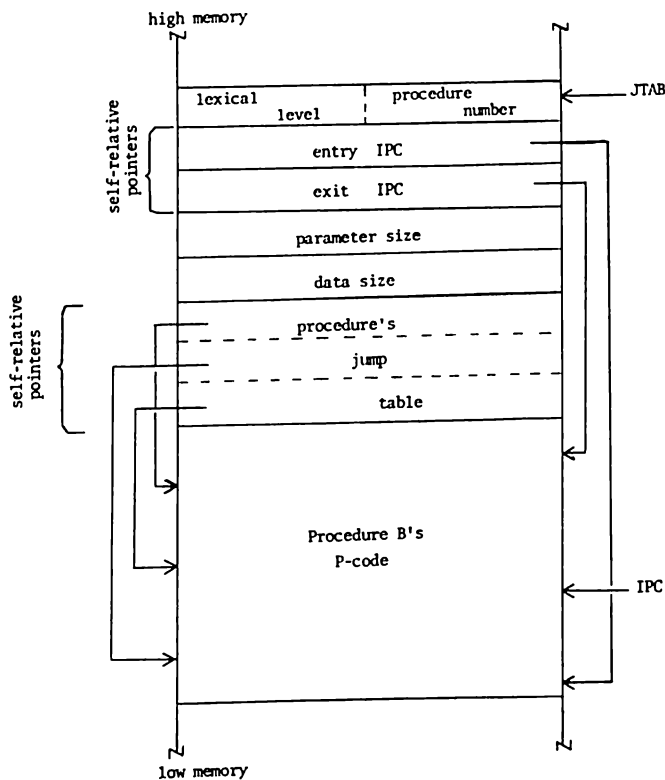 high memory
lexical
level
procedure
number
JTAB
self-relative
pointers
entry IPC
exit IPC
parameter size
data size
self-relative
pointers
procedure's
jump
table
Procedure B's
P-code
IPC
low memory